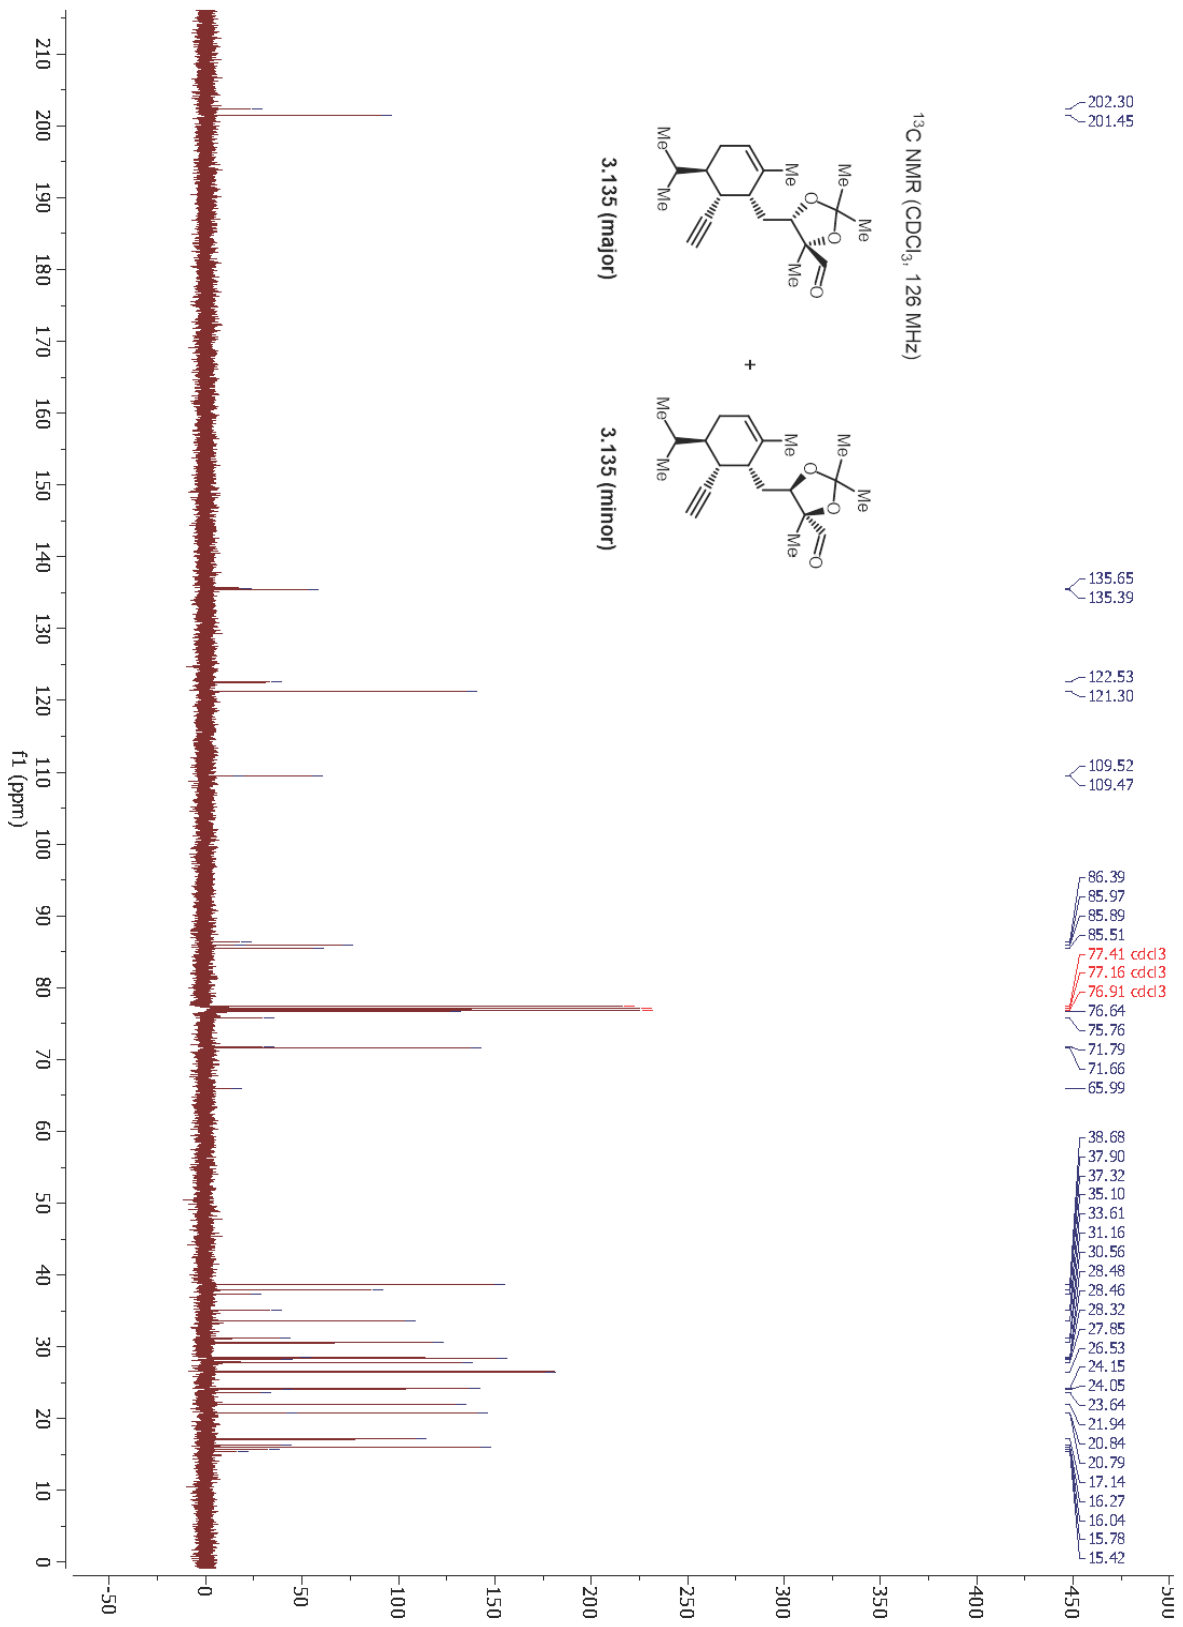 ¹³C NMR (CDCl₃, 126 MHz)
Me
Me
O
O
Me
O
Me
Me
Me
3.135 (major)
+
Me
Me
O
O
Me
O
Me
Me
Me
3.135 (minor)
202.30
201.45
135.65
135.39
122.53
121.30
109.52
109.47
86.39
85.97
85.89
85.51
77.41 cdcl3
77.16 cdcl3
76.91 cdcl3
76.64
75.76
71.79
71.66
65.99
38.68
37.90
37.32
35.10
33.61
31.16
30.56
28.48
28.46
28.32
27.85
26.53
24.15
24.05
23.64
21.94
20.84
20.79
17.14
16.27
16.04
15.78
15.42
500
450
400
350
300
250
200
150
100
50
0
-50
210 200 190 180 170 160 150 140 130 120 110 100 90 80 70 60 50 40 30 20 10 0
f1 (ppm)